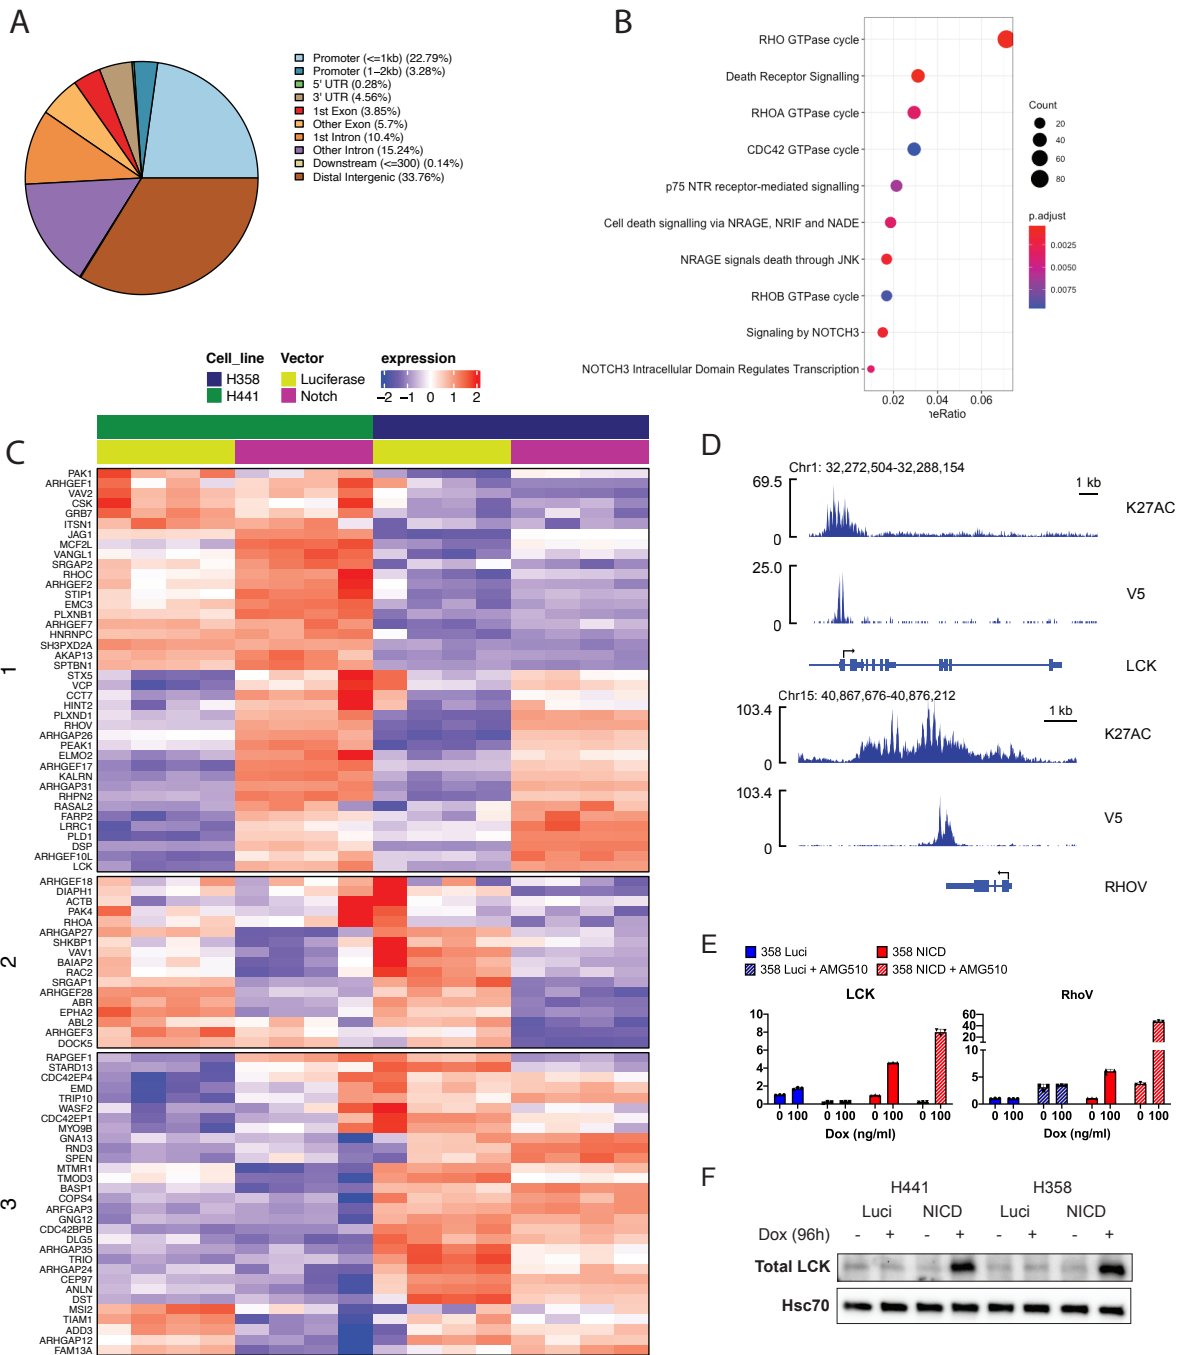 A
Promoter (<=1kb) (22.79%)
Promoter (1-2kb) (3.28%)
5' UTR (0.28%)
3' UTR (4.56%)
1st Exon (3.85%)
Other Exon (5.7%)
1st Intron (10.4%)
Other Intron (15.24%)
Downstream (<=300) (0.14%)
Distal Intergenic (33.76%)
B
RHO GTPase cycle
Death Receptor Signalling
RHOA GTPase cycle
CDC42 GTPase cycle
p75 NTR receptor-mediated signalling
Cell death signalling via NRAGE, NRIF and NADE
NRAGE signals death through JNK
RHOB GTPase cycle
Signaling by NOTCH3
NOTCH3 Intracellular Domain Regulates Transcription
0.02 0.04 0.06
eRatio
Count
20
40
60
80
p.adjust
0.0025
0.0050
0.0075
C
Cell_line Vector expression
H358 Luciferase
H441 Notch
−2 −1 0 1 2
1
PAK1
ARHGEF1
VAV2
CSK
GRB7
ITSN1
JAG1
MCF2L
VANGL1
SRGAP2
RHOC
ARHGEF2
STIP1
EMC3
PLXNB1
ARHGEF7
HNRNPC
SH3PXD2A
AKAP13
SPTBN1
STX5
VCP
CCT7
HINT2
PLXND1
RHOV
ARHGAP26
PEAK1
ELMO2
ARHGEF17
KALRN
ARHGAP31
RHPN2
RASAL2
FARP2
LRRC1
PLD1
DSP
ARHGEF10L
LCK
2
ARHGEF18
DIAPH1
ACTB
PAK4
RHOA
ARHGAP27
SHKBP1
VAV1
BAIAP2
RAC2
SRGAP1
ARHGEF28
ABR
EPHA2
ABL2
ARHGEF3
DOCK5
3
RAPGEF1
STARD13
CDC42EP4
EMD
TRIP10
WASF2
CDC42EP1
MYO9B
GNA13
RND3
SPEN
MTMR1
TMOD3
BASP1
COPS4
ARFGAP3
GNG12
CDC42BPB
DLG5
ARHGAP35
TRIO
ARHGAP24
CEP97
ANLN
DST
MSI2
TIAM1
ADD3
ARHGAP12
FAM13A
D
Chr1: 32,272,504-32,288,154
1 kb
69.5
0
K27AC
25.0
0
V5
LCK
Chr15: 40,867,676-40,876,212
1 kb
103.4
0
K27AC
103.4
0
V5
RHOV
E
358 Luci 358 NICD
358 Luci + AMG510 358 NICD + AMG510
LCK
10
8
6
4
2
0
0 100 0 100 0 100 0 100
Dox (ng/ml)
RhoV
60
40
20
10
5
0
0 100 0 100 0 100 0 100
Dox (ng/ml)
F
H441 H358
Luci NICD Luci NICD
Dox (96h) - + - + - + - +
Total LCK
Hsc70